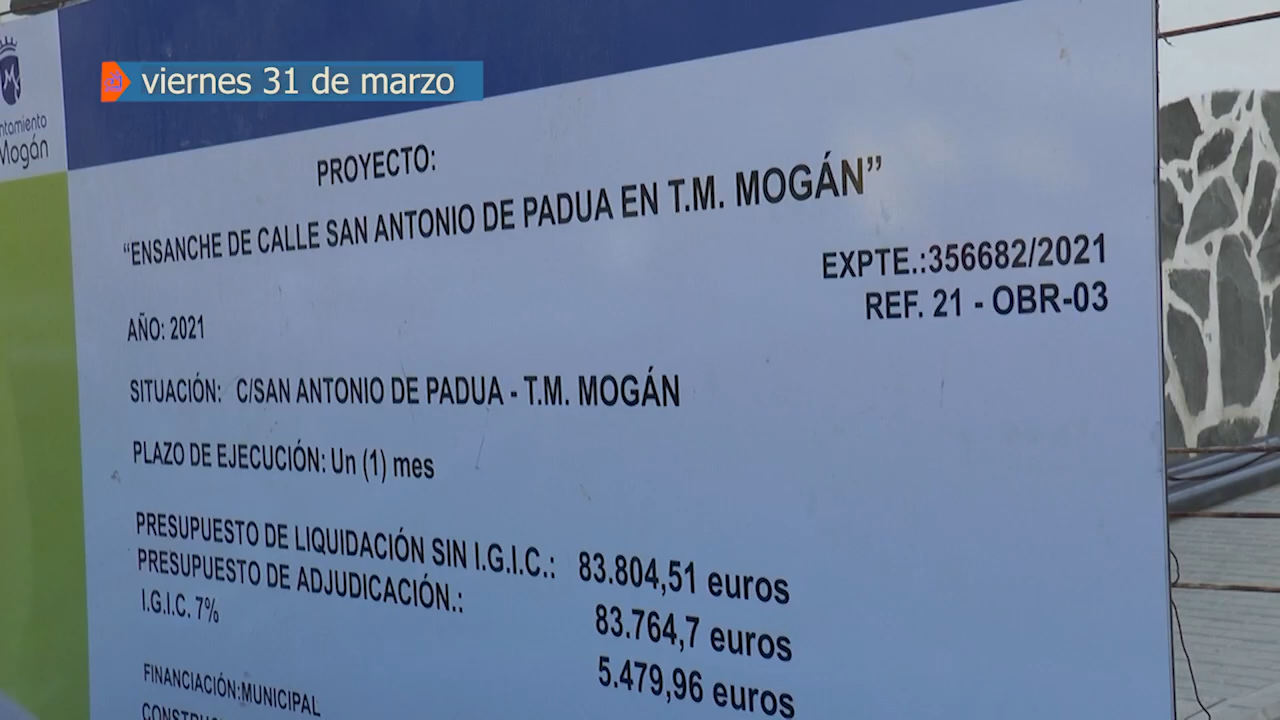 viernes 31 de marzo
ntamiento
Mogán
PROYECTO:
“ENSANCHE DE CALLE SAN ANTONIO DE PADUA EN T.M. MOGÁN”
EXPTE.:356682/2021
REF. 21 - OBR-03
AÑO: 2021
SITUACIÓN: C/SAN ANTONIO DE PADUA - T.M. MOGÁN
PLAZO DE EJECUCIÓN: Un (1) mes
PRESUPUESTO DE LIQUIDACIÓN SIN I.G.I.C.: 83.804,51 euros
PRESUPUESTO DE ADJUDICACIÓN.: 83.764,7 euros
I.G.I.C. 7% 5.479,96 euros
FINANCIACIÓN:MUNICIPAL